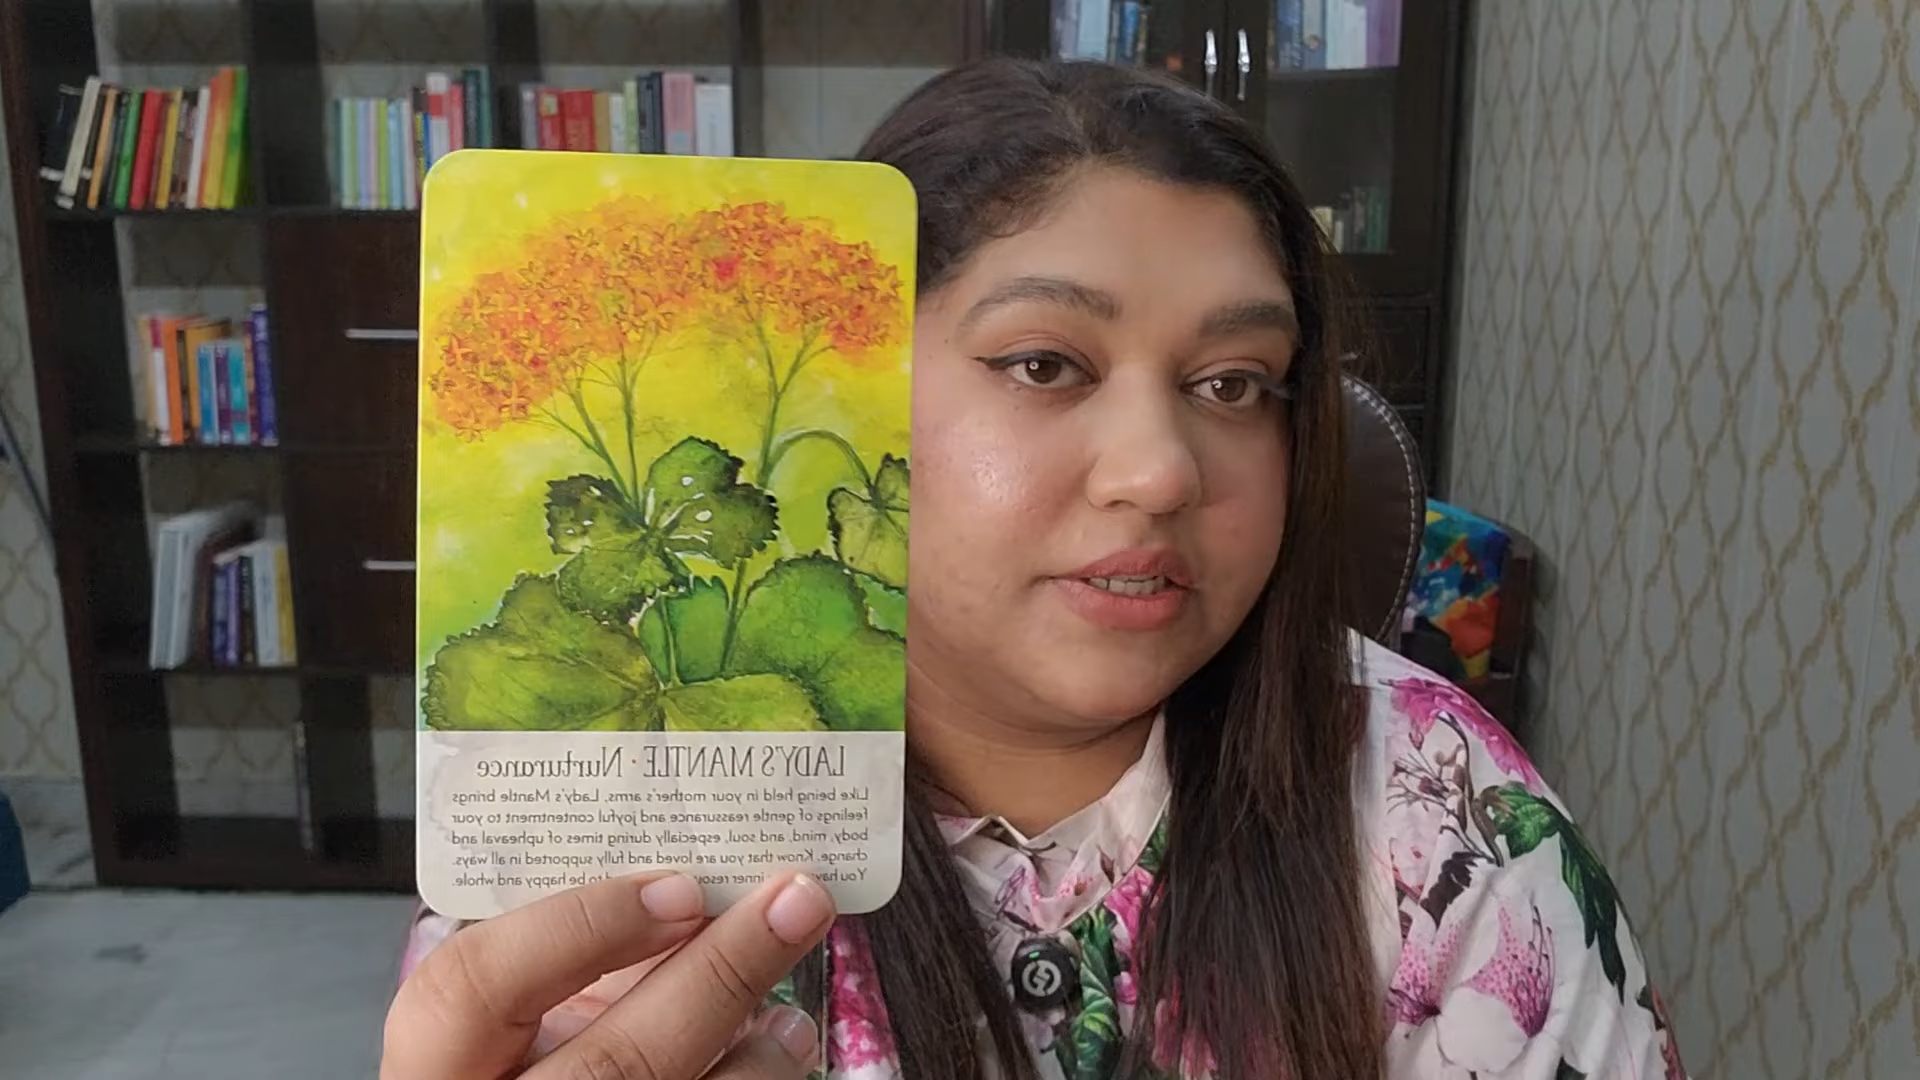 LADY'S MANTLE · Nurturance
Like being held in your mother's arms, Lady's Mantle brings
feelings of gentle reassurance and joyful contentment to your
body, mind, and soul, especially during times of upheaval and
change. Know that you are loved and fully supported in all ways.
You inner to be happy and whole.